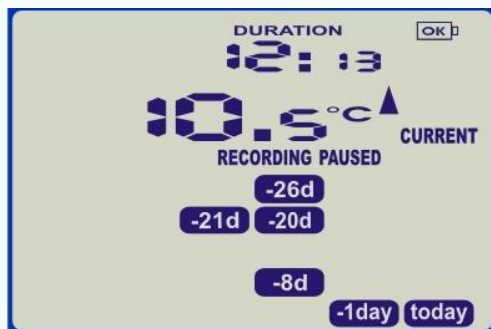 DURATION OK
12:13
10.5°C
CURRENT
RECORDING PAUSED
-26d
-21d -20d
-8d
-1day today